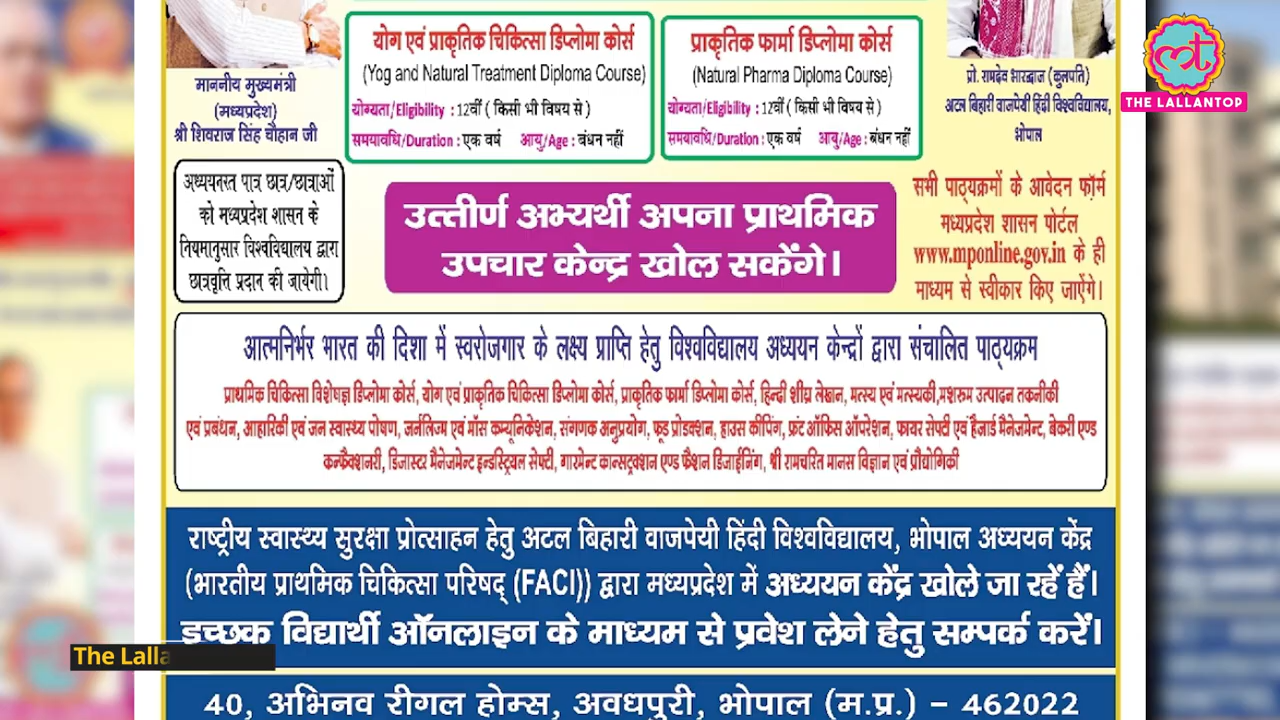 योग एवं प्राकृतिक चिकित्सा डिप्लोमा कोर्स
(Yog and Natural Treatment Diploma Course)
योग्यता/Eligibility : 12वीं ( किसी भी विषय से )
समयावधि/Duration : एक वर्ष आयु/Age : बंधन नहीं
प्राकृतिक फार्मा डिप्लोमा कोर्स
(Natural Pharma Diploma Course)
योग्यता/Eligibility : 12वीं ( किसी भी विषय से )
समयावधि/Duration : एक वर्ष आयु/Age : बंधन नहीं
माननीय मुख्यमंत्री
(मध्यप्रदेश)
श्री शिवराज सिंह चौहान जी
प्रो. रामदेव भारद्वाज (कुलपति)
अटल बिहारी वाजपेयी हिंदी विश्वविद्यालय,
भोपाल
THE LALLANTOP
अध्ययनरत पात्र छात्र/छात्राओं
को मध्यप्रदेश शासन के
नियमानुसार विश्वविद्यालय द्वारा
छात्रवृत्ति प्रदान की जायेगी।
उत्तीर्ण अभ्यर्थी अपना प्राथमिक
उपचार केन्द्र खोल सकेंगे।
सभी पाठ्यक्रमों के आवेदन फॉर्म
मध्यप्रदेश शासन पोर्टल
www.mponline.gov.in के ही
माध्यम से स्वीकार किए जाऐंगे।
आत्मनिर्भर भारत की दिशा में स्वरोजगार के लक्ष्य प्राप्ति हेतु विश्वविद्यालय अध्ययन केन्द्रों द्वारा संचालित पाठ्यक्रम
प्राथमिक चिकित्सा विशेषज्ञ डिप्लोमा कोर्स, योग एवं प्राकृतिक चिकित्सा डिप्लोमा कोर्स, प्राकृतिक फार्मा डिप्लोमा कोर्स, हिन्दी शीघ्र लेखान, मत्स्य एवं मत्स्यकी,मशरुम उत्पादन तकनीकी
एवं प्रबंधन, आहारिकी एवं जन स्वास्थ्य पोषण, जर्नलिज्म एवं मॉस कम्यूनिकेशन, संगणक अनुप्रयोग, फूड प्रोडक्शन, हाउस कीपिंग, फ्रंट ऑफिस ऑपरेशन, फायर सेफ्टी एवं हैजार्ड मैनेजमेन्ट, बेकरी एण्ड
कन्फैक्शनरी, डिजास्टर मैनेजमेंट इन्डस्ट्रियल सेफ्टी, गारमेन्ट कान्सट्रक्शन एण्ड फैशन डिजाईनिंग, श्री रामचरित मानस विज्ञान एवं प्रौद्योगिकी
राष्ट्रीय स्वास्थ्य सुरक्षा प्रोत्साहन हेतु अटल बिहारी वाजपेयी हिंदी विश्वविद्यालय, भोपाल अध्ययन केंद्र
(भारतीय प्राथमिक चिकित्सा परिषद् (FACI)) द्वारा मध्यप्रदेश में अध्ययन केंद्र खोले जा रहें हैं।
इच्छक विद्यार्थी ऑनलाइन के माध्यम से प्रवेश लेने हेतु सम्पर्क करें।
The Lalla
40, अभिनव रीगल होम्स, अवधपुरी, भोपाल (म.प्र.) – 462022